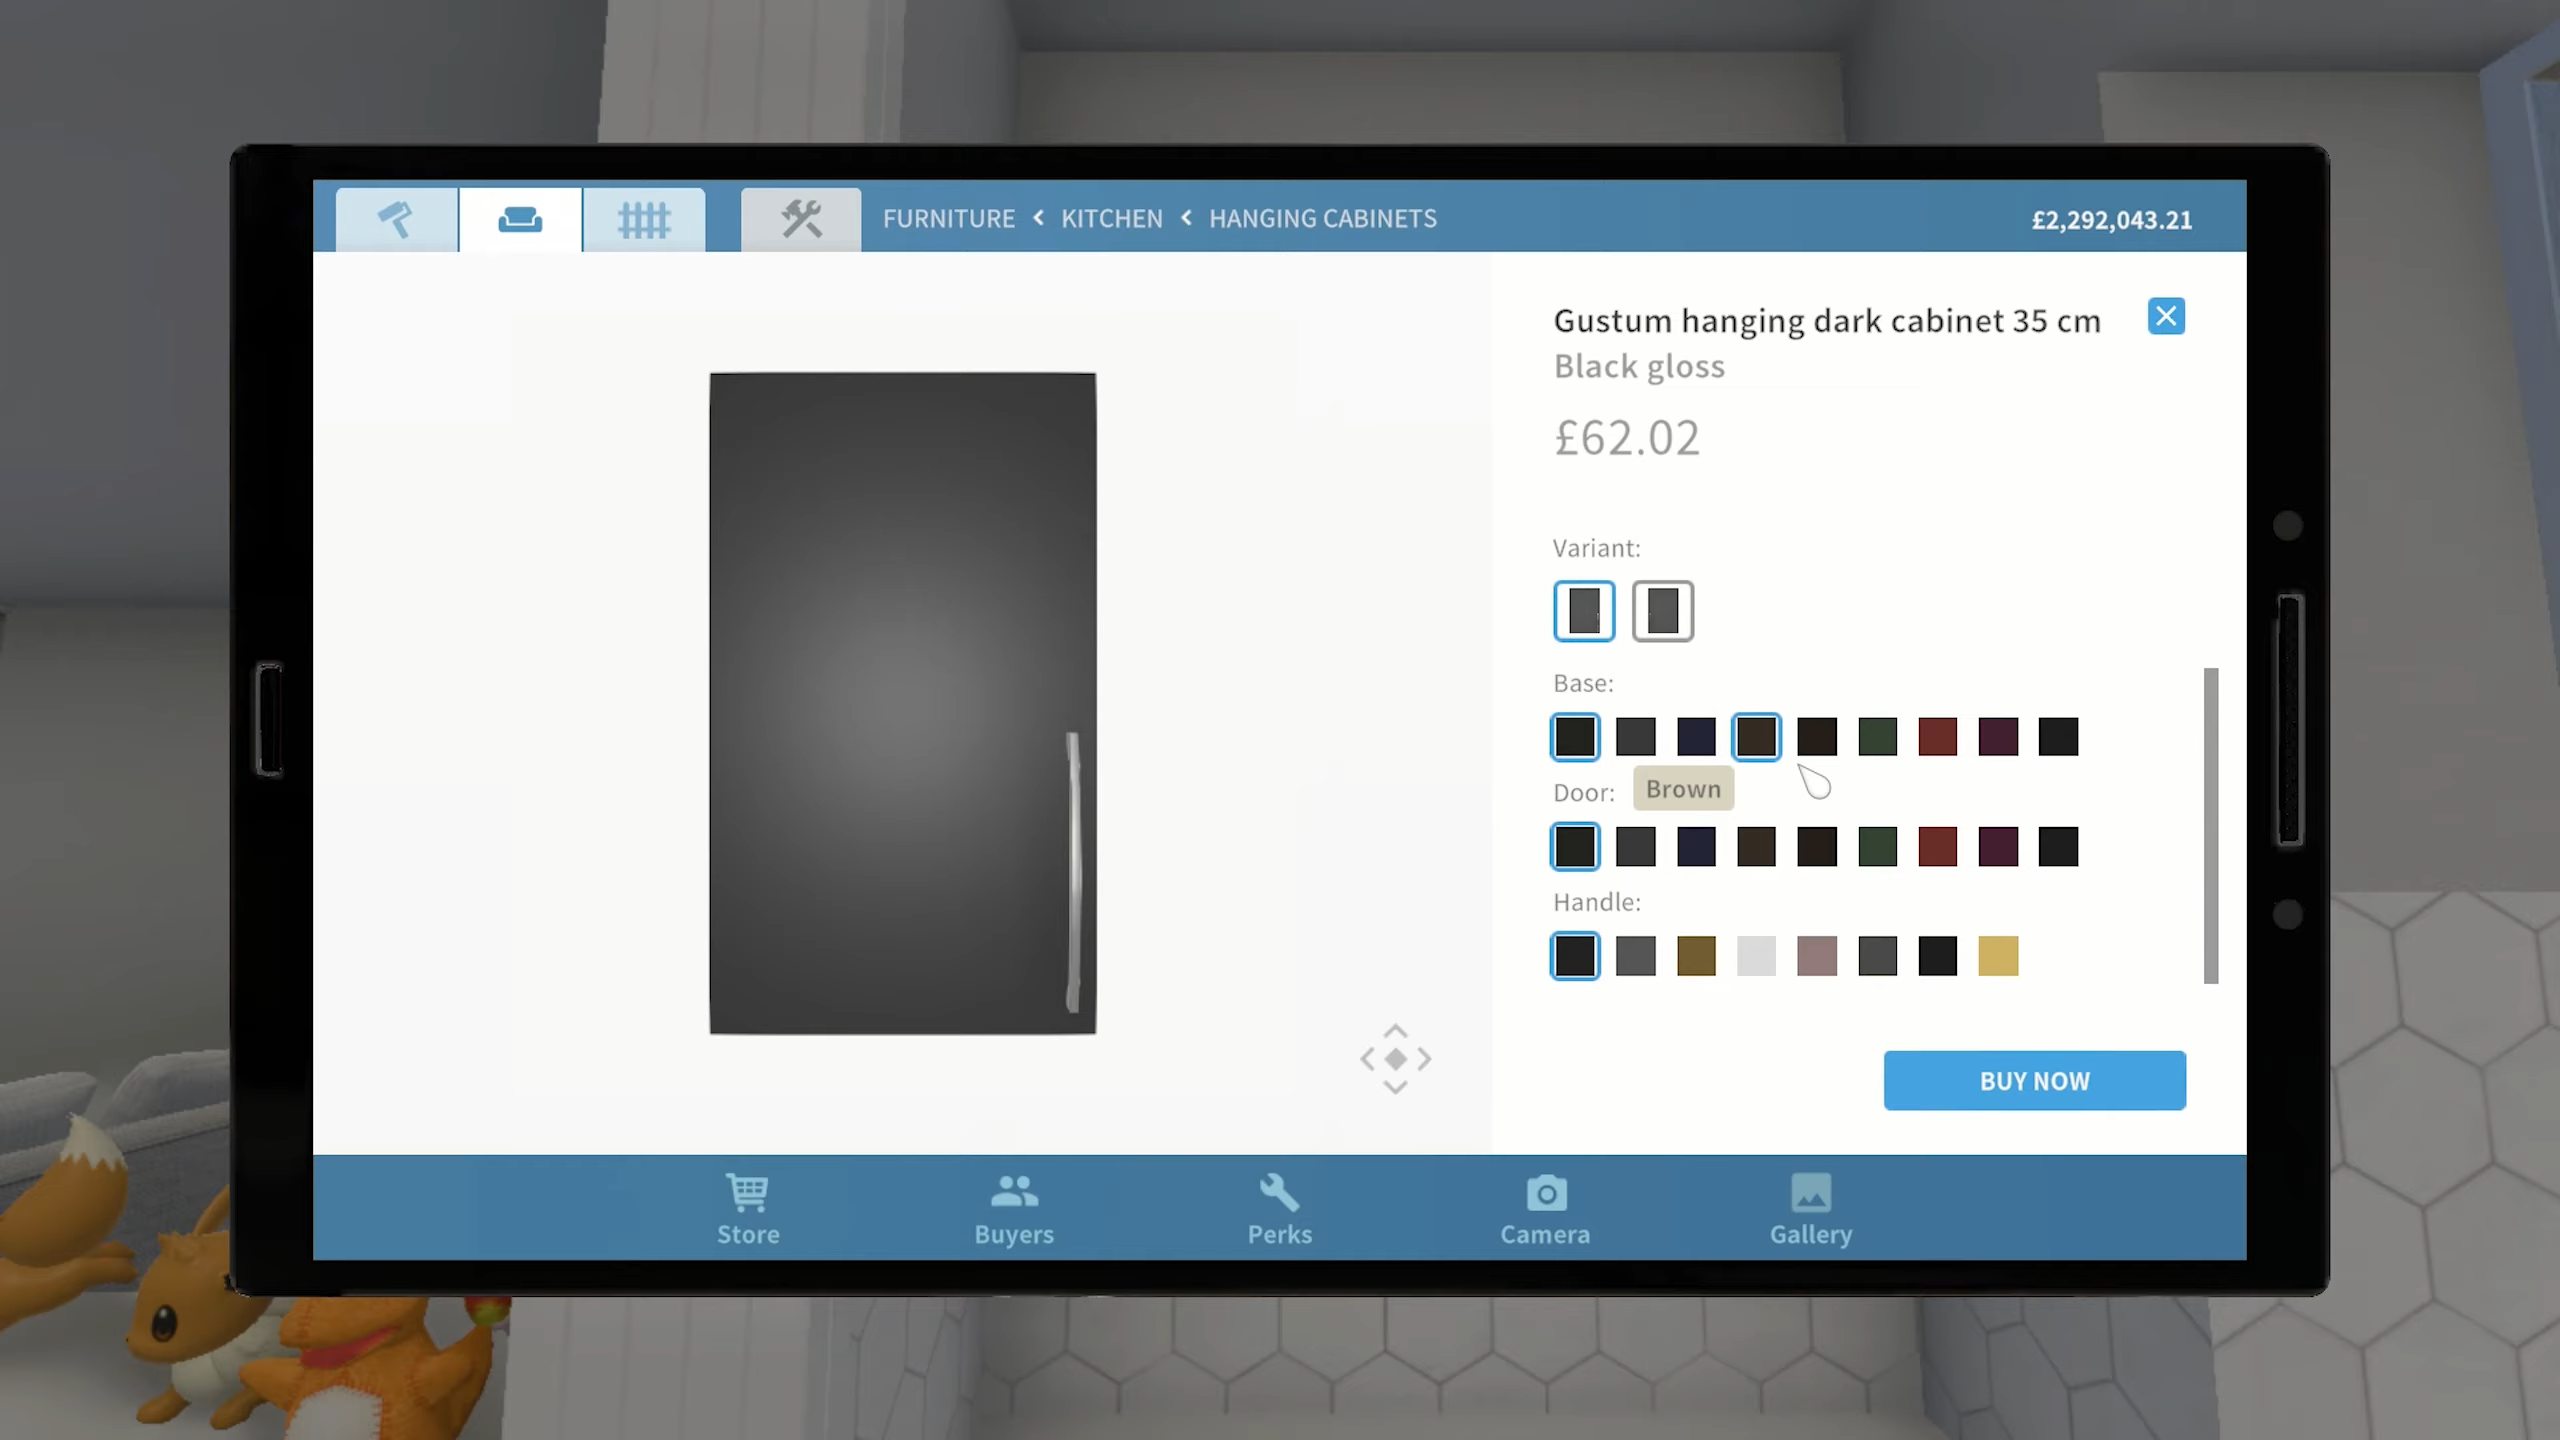 FURNITURE < KITCHEN < HANGING CABINETS
£2,292,043.21
Gustum hanging dark cabinet 35 cm
Black gloss
£62.02
Variant:
Base:
Brown
Door:
Handle:
BUY NOW
Store
Buyers
Perks
Camera
Gallery